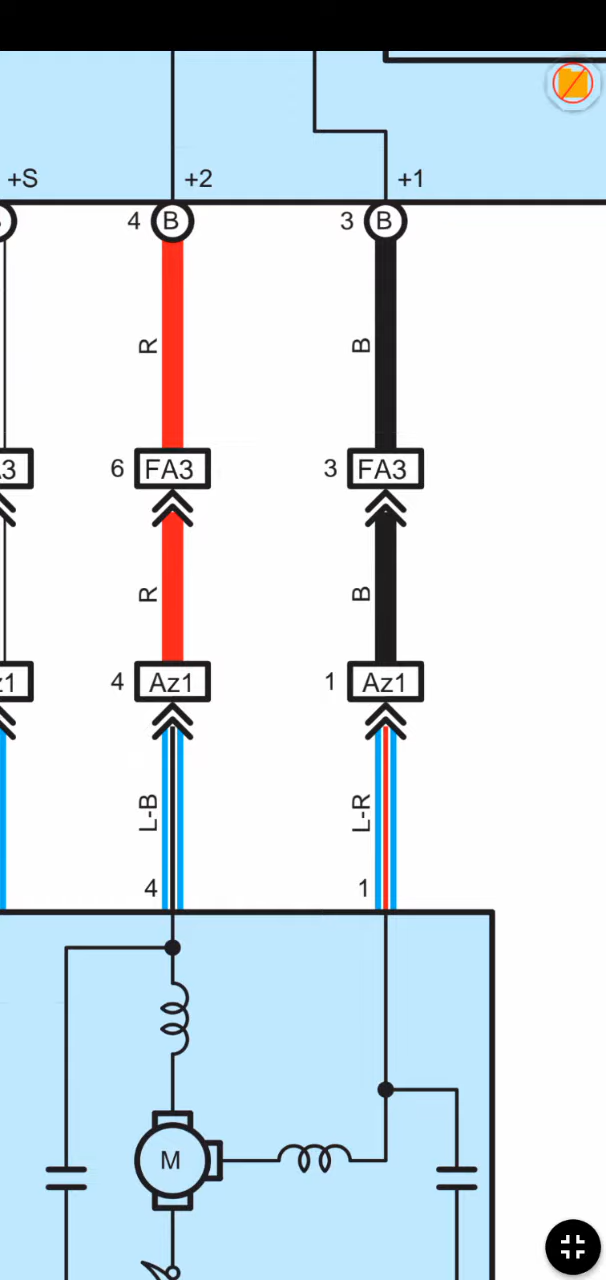 +S +2 +1
4 B 3 B
R B
6 FA3 3 FA3
R B
4 Az1 1 Az1
L-B L-R
4 1
M